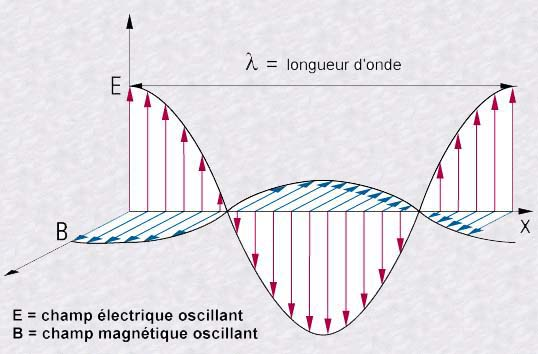 λ = longueur d'onde
E
B
x
E = champ électrique oscillant
B = champ magnétique oscillant